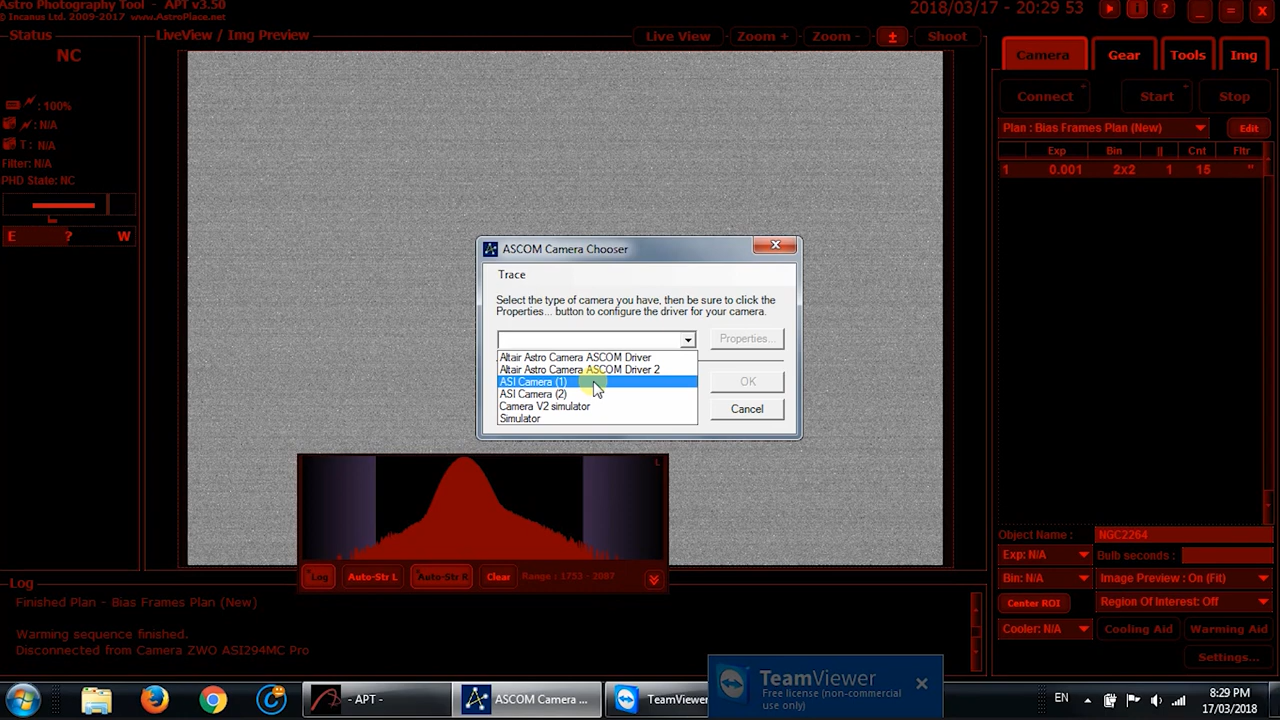 Astro Photography Tool - APT v3.50
© Incanus Ltd. 2009-2017 www.AstroPlace.net
2018/03/17 - 20:29 53
i
?
Status
LiveView / Img Preview
Live View
Zoom +
Zoom -
±
Shoot
Camera
Gear
Tools
Img
NC
: 100%
: N/A
T : N/A
Filter: N/A
PHD State: NC
E
?
W
Connect
Start
Stop
Plan : Bias Frames Plan (New)
Edit
Exp
Bin
||
Cnt
Fltr
1
0.001
2x2
1
15
"
ASCOM Camera Chooser
Trace
Select the type of camera you have, then be sure to click the
Properties... button to configure the driver for your camera.
Properties...
Altair Astro Camera ASCOM Driver
Altair Astro Camera ASCOM Driver 2
ASI Camera (1)
ASI Camera (2)
Camera V2 simulator
Simulator
OK
Cancel
L
Log
Auto-Str L
Auto-Str R
Clear
Range : 1753 - 2087
Object Name :
NGC2264
Exp: N/A
Bulb seconds :
Bin: N/A
Image Preview : On (Fit)
Center ROI
Region Of Interest: Off
Cooler: N/A
Cooling Aid
Warming Aid
Settings...
Log
Finished Plan - Bias Frames Plan (New)
Warming sequence finished.
Disconnected from Camera ZWO ASI294MC Pro
TeamViewer
Free license (non-commercial
use only)
- APT -
ASCOM Camera ...
TeamViewer
EN
8:29 PM
17/03/2018